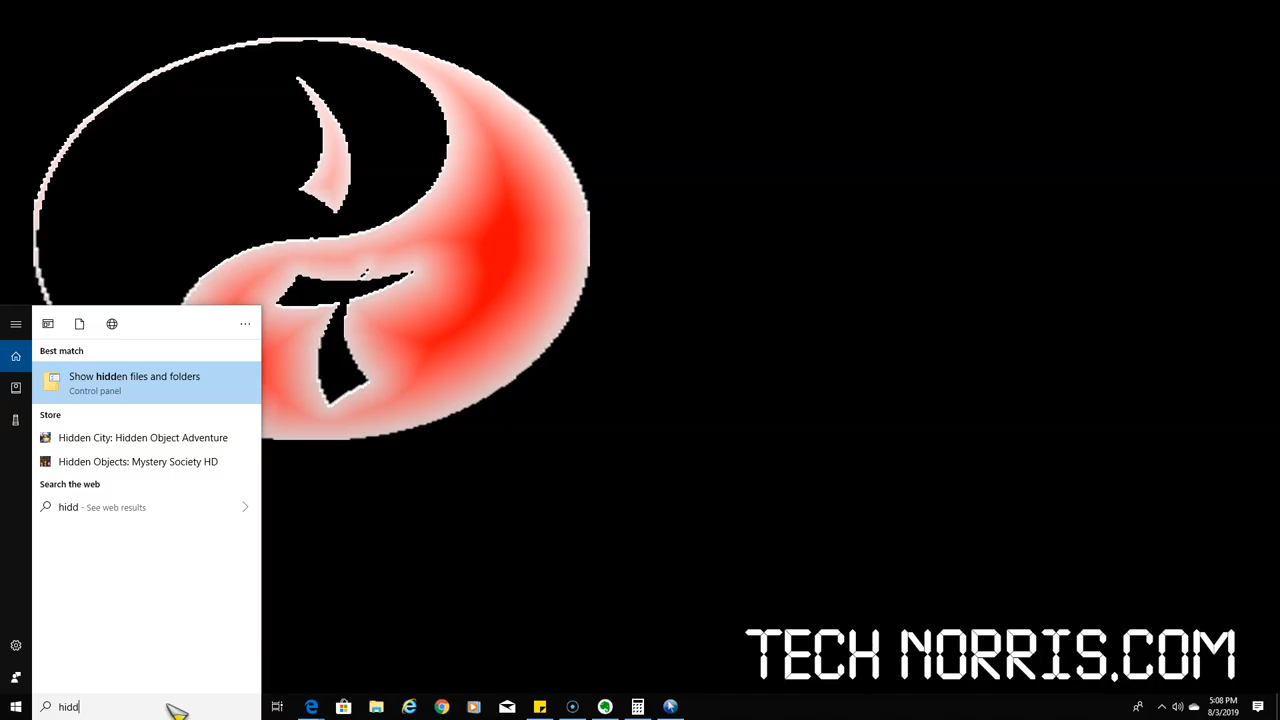 Best match
Show hidden files and folders
Control panel
Store
Hidden City: Hidden Object Adventure
Hidden Objects: Mystery Society HD
Search the web
hidd - See web results
TECH NORRIS.COM
hidd
5:08 PM
8/3/2019